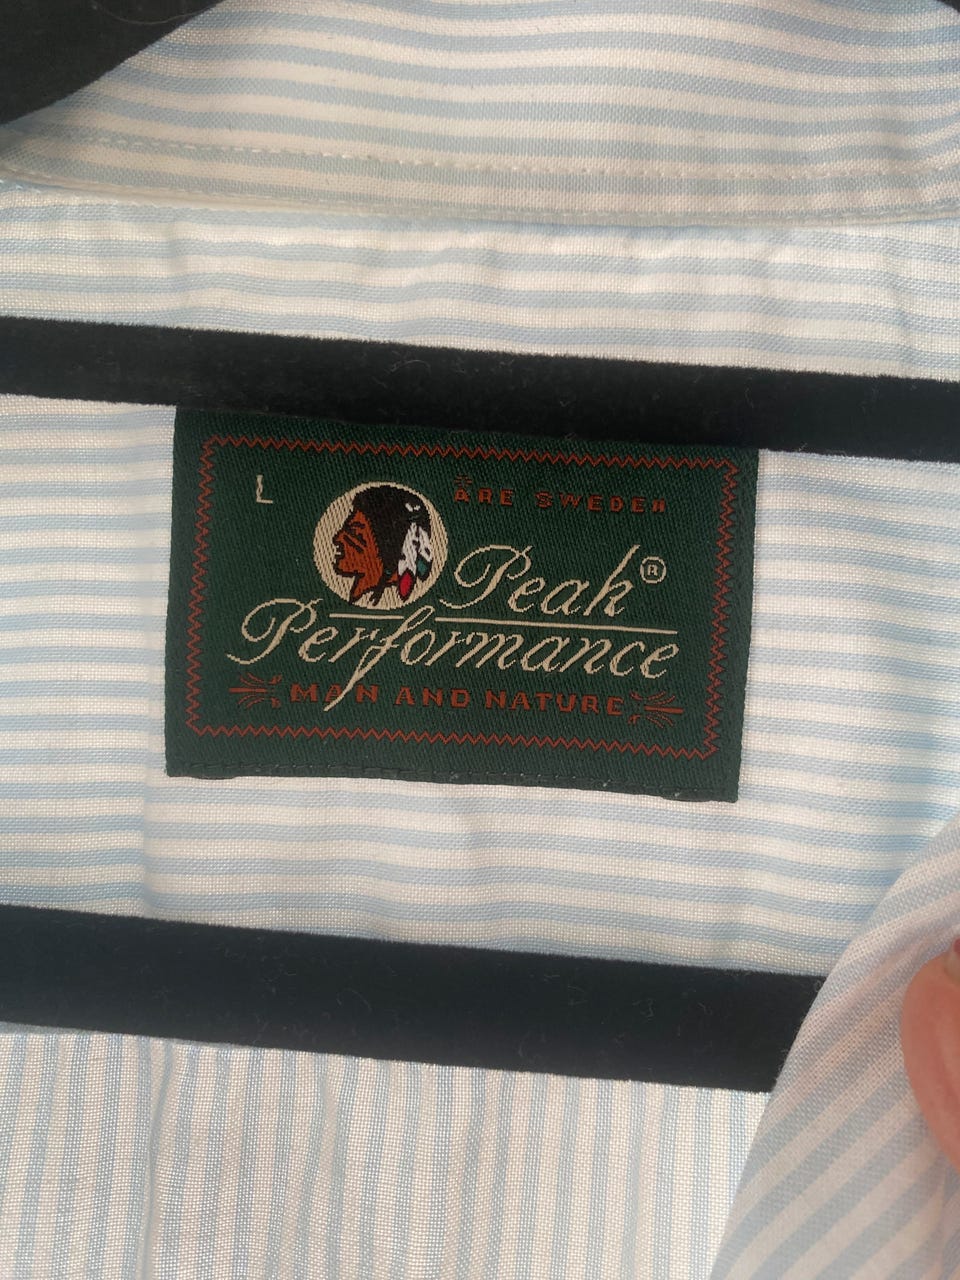 L
ÅRE SWEDEN
Peak®
Performance
MAN AND NATURE